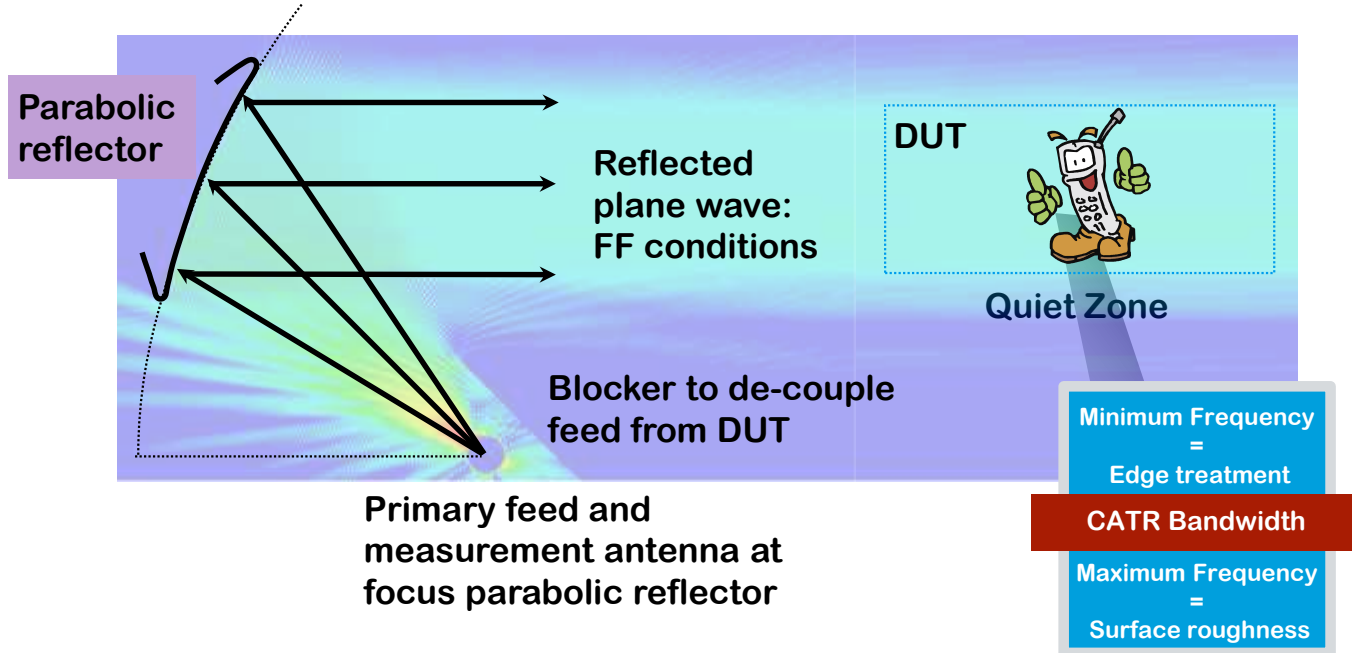 Parabolic
reflector
Reflected
plane wave:
FF conditions
DUT
Quiet Zone
Blocker to de-couple
feed from DUT
Primary feed and
measurement antenna at
focus parabolic reflector
Minimum Frequency
=
Edge treatment
CATR Bandwidth
Maximum Frequency
=
Surface roughness